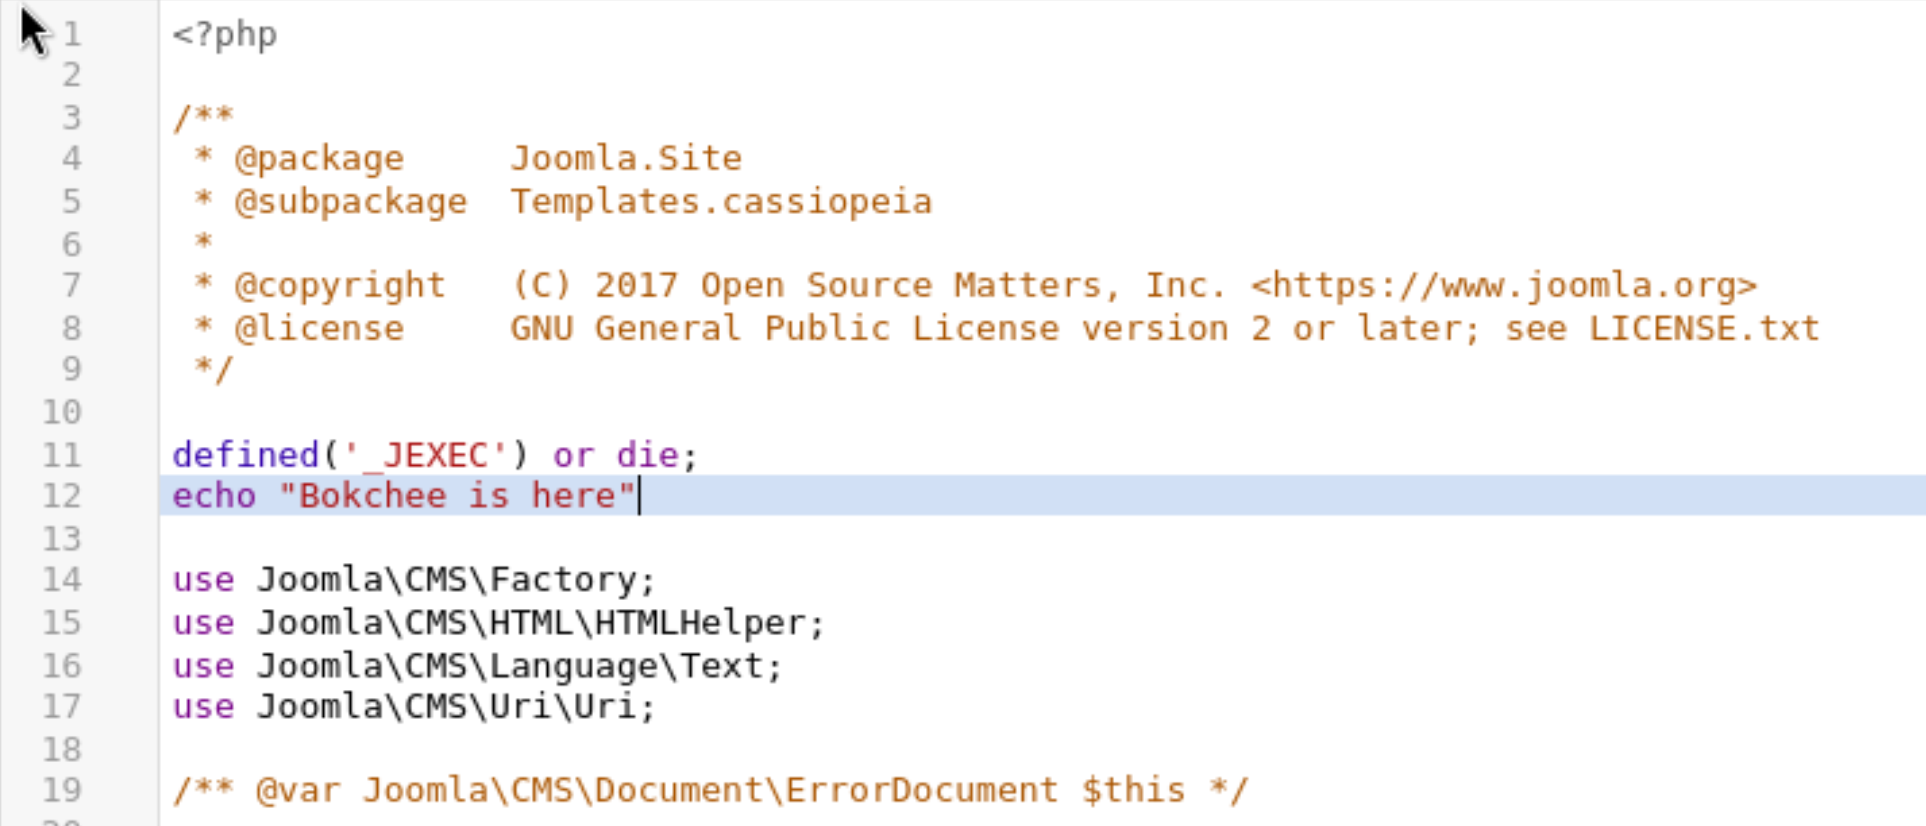 1 <?php
2
3 /**
4  * @package     Joomla.Site
5  * @subpackage  Templates.cassiopeia
6  *
7  * @copyright   (C) 2017 Open Source Matters, Inc. <https://www.joomla.org>
8  * @license     GNU General Public License version 2 or later; see LICENSE.txt
9  */
10
11 defined('_JEXEC') or die;
12 echo "Bokchee is here"
13
14 use Joomla\CMS\Factory;
15 use Joomla\CMS\HTML\HTMLHelper;
16 use Joomla\CMS\Language\Text;
17 use Joomla\CMS\Uri\Uri;
18
19 /** @var Joomla\CMS\Document\ErrorDocument $this */